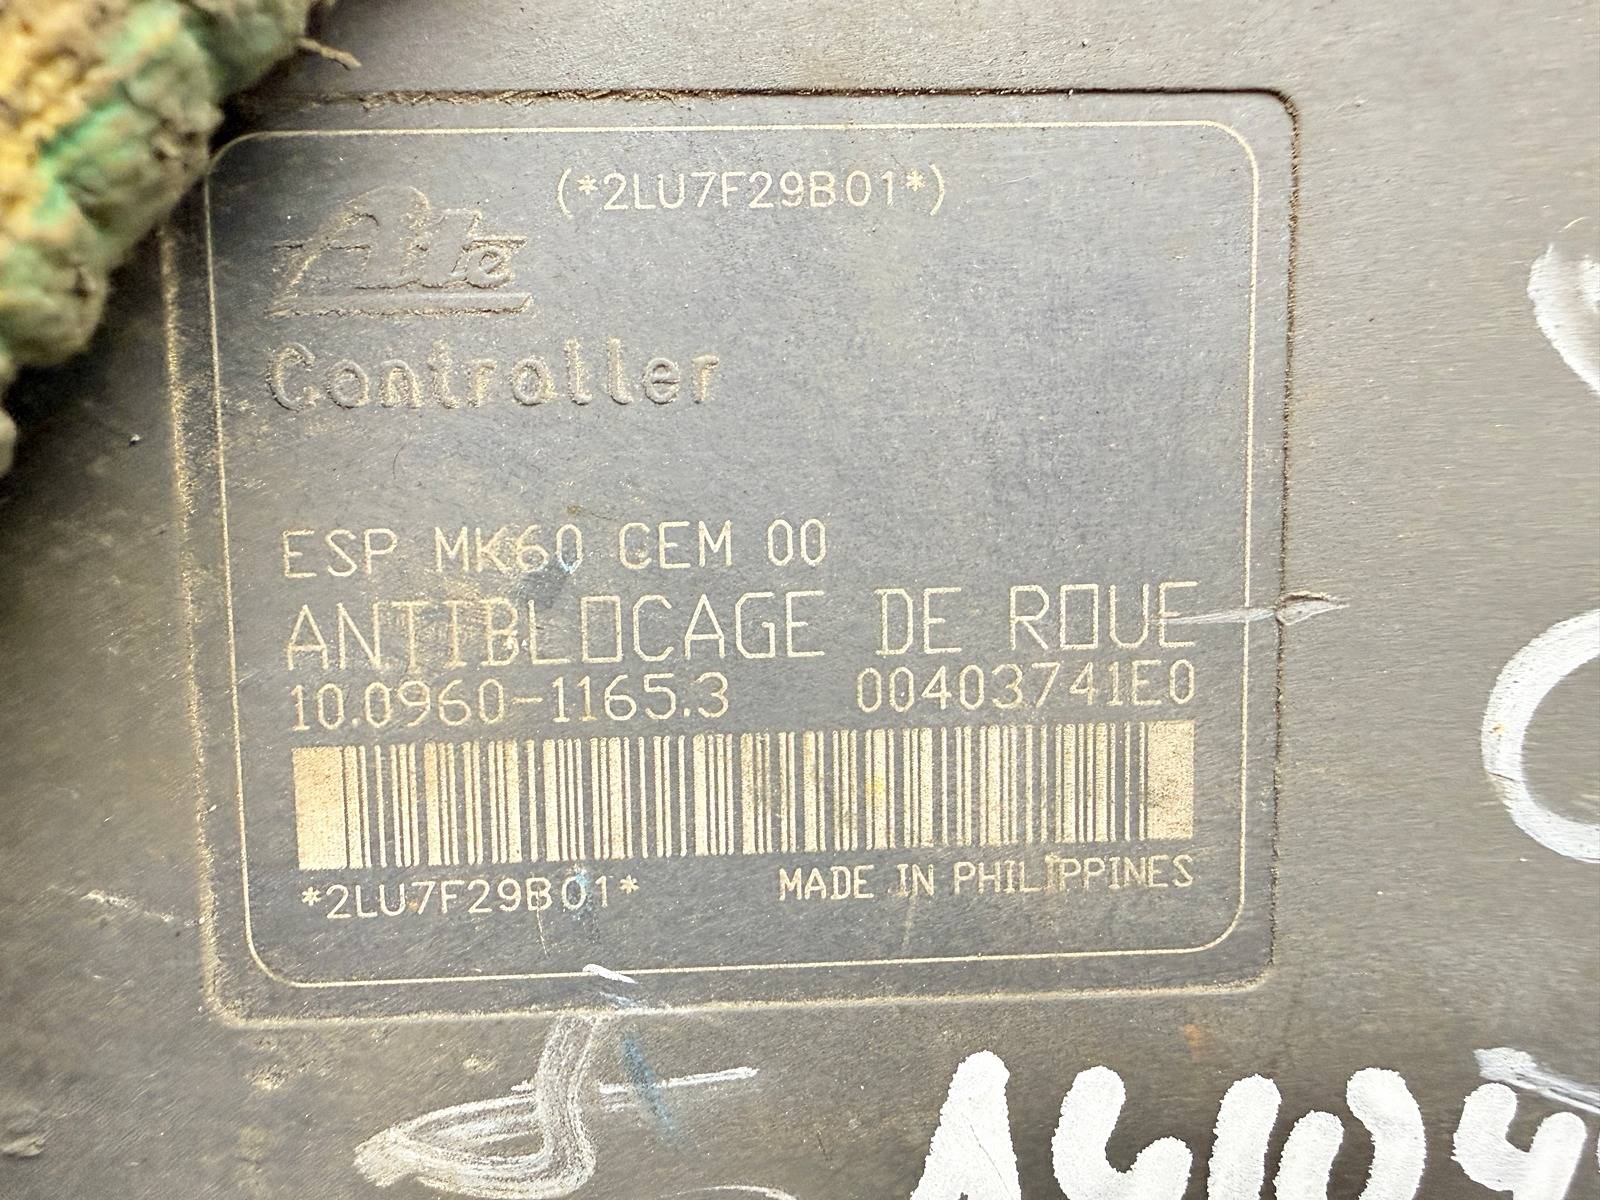 (*2LU7F29B01*)
Ate
Controller
ESP MK60 CEM 00
ANTIBLOCAGE DE ROUE
10.0960-1165.3 00403741E0
*2LU7F29B01*
MADE IN PHILIPPINES